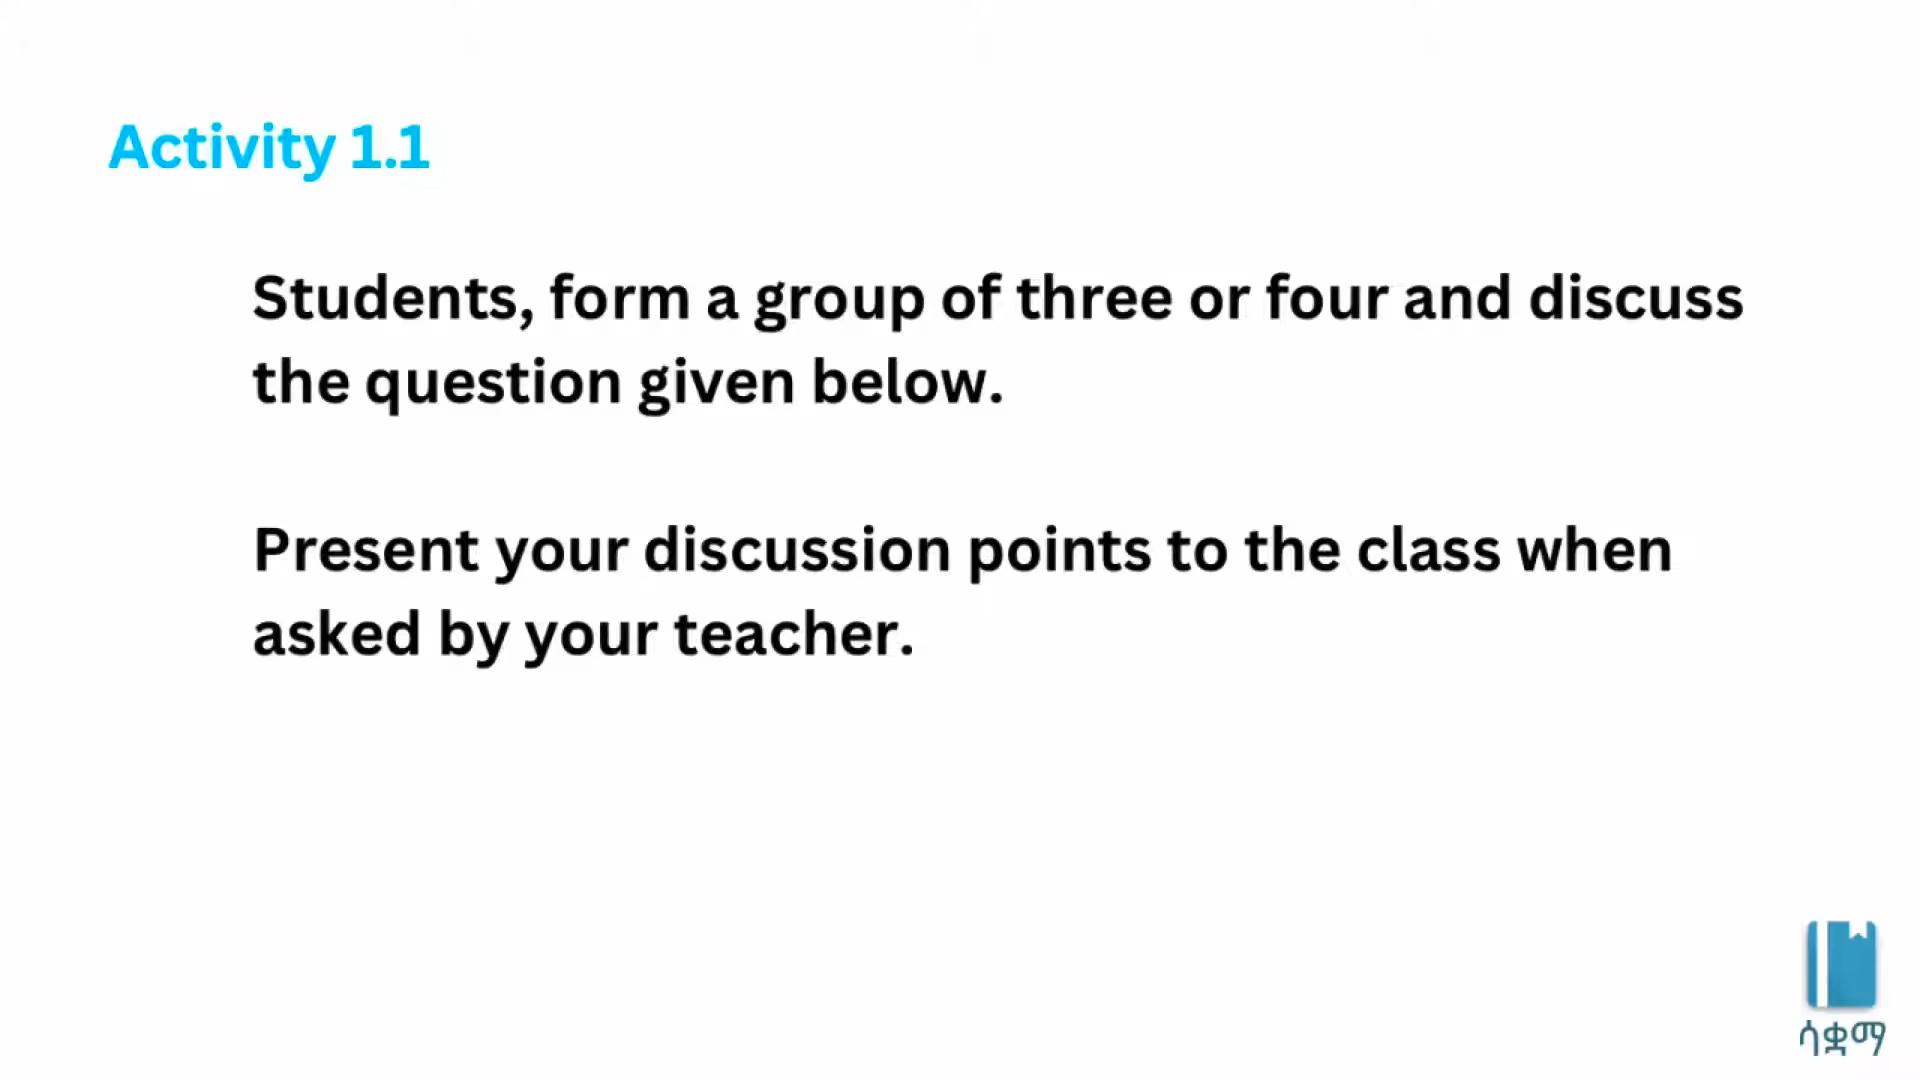 Activity 1.1
Students, form a group of three or four and discuss
the question given below.
Present your discussion points to the class when
asked by your teacher.
ሳቋማ